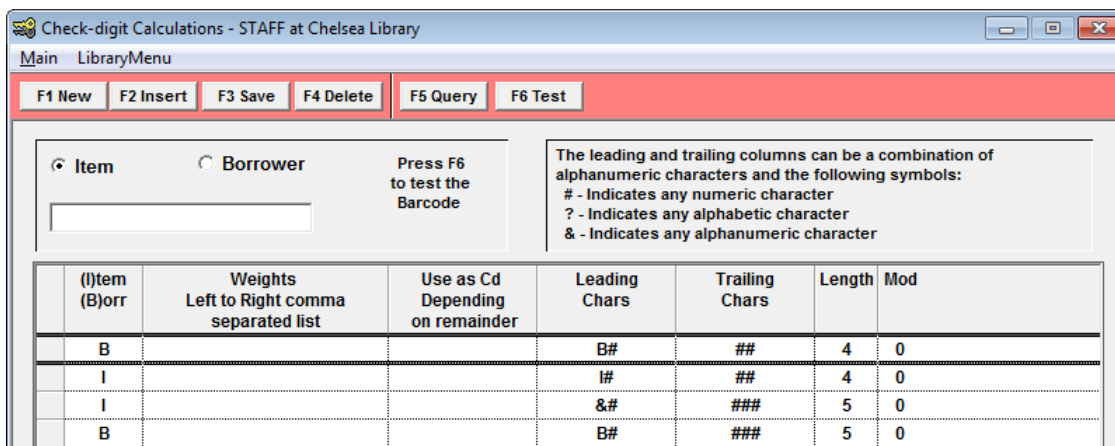 Check-digit Calculations - STAFF at Chelsea Library
Main LibraryMenu
F1 New F2 Insert F3 Save F4 Delete F5 Query F6 Test
Item Borrower
Press F6
to test the
Barcode
The leading and trailing columns can be a combination of
alphanumeric characters and the following symbols:
# - Indicates any numeric character
? - Indicates any alphabetic character
& - Indicates any alphanumeric character
(I)tem
(B)orr
Weights
Left to Right comma
separated list
Use as Cd
Depending
on remainder
Leading
Chars
Trailing
Chars
Length
Mod
B B# ## 4 0
I I# ## 4 0
I &# ### 5 0
B B# ### 5 0